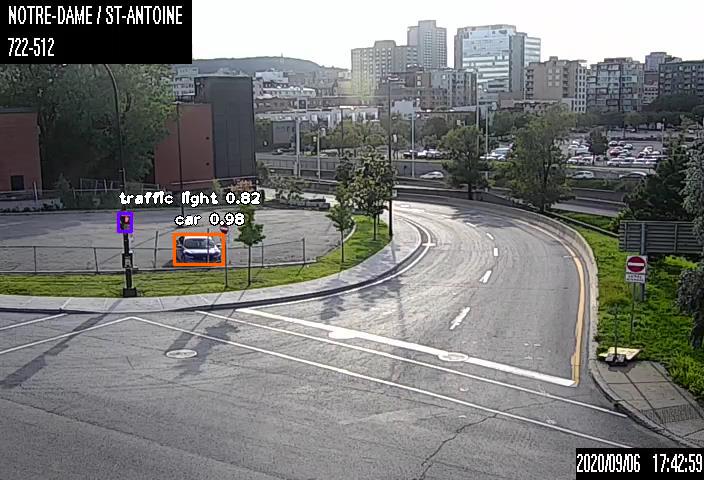 NOTRE-DAME / ST-ANTOINE
722-512
traffic light 0.82
car 0.98
2020/09/06 17:42:59